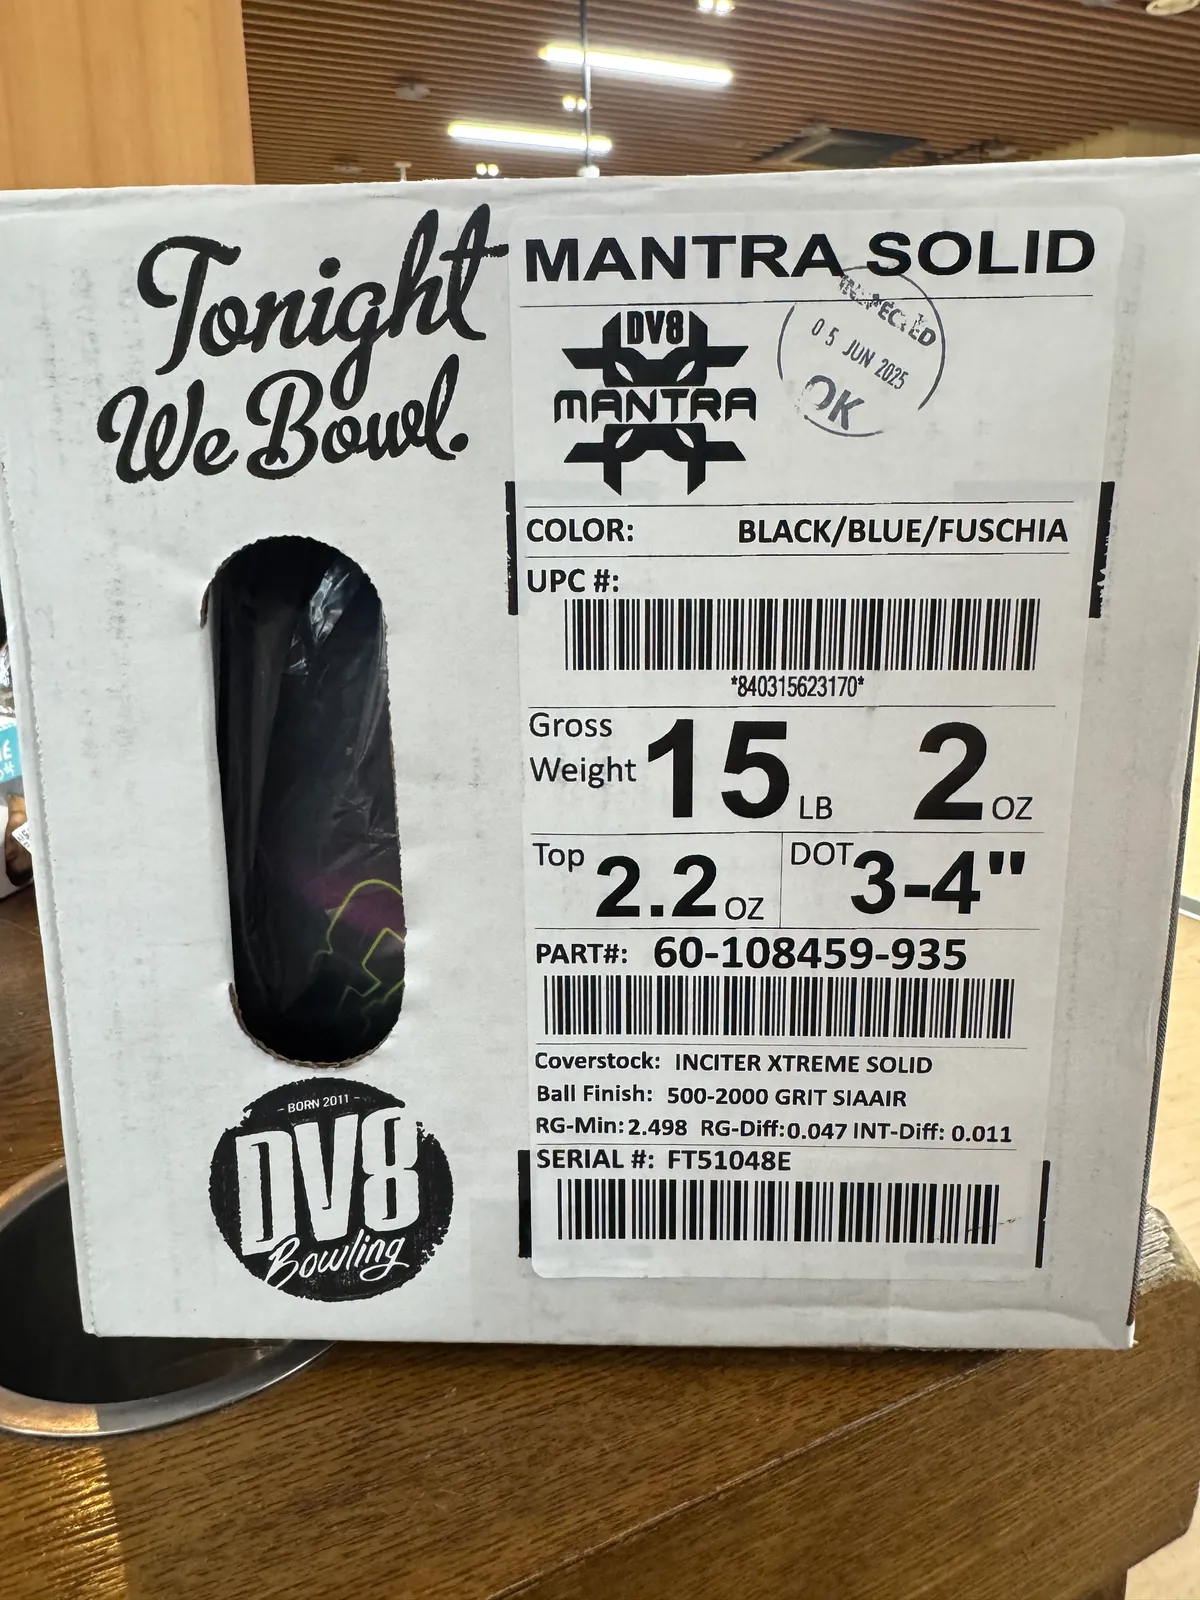 Tonight
We Bowl.
MANTRA SOLID
DV8
MANTRA
INSPECTED
05 JUN 2025
OK
COLOR: BLACK/BLUE/FUSCHIA
UPC #:
*840315623170*
Gross
Weight 15 LB 2 OZ
Top 2.2 OZ DOT 3-4"
PART#: 60-108459-935
Coverstock: INCITER XTREME SOLID
Ball Finish: 500-2000 GRIT SIAAIR
RG-Min: 2.498 RG-Diff: 0.047 INT-Diff: 0.011
SERIAL #: FT51048E
- BORN 2011 -
DV8
Bowling